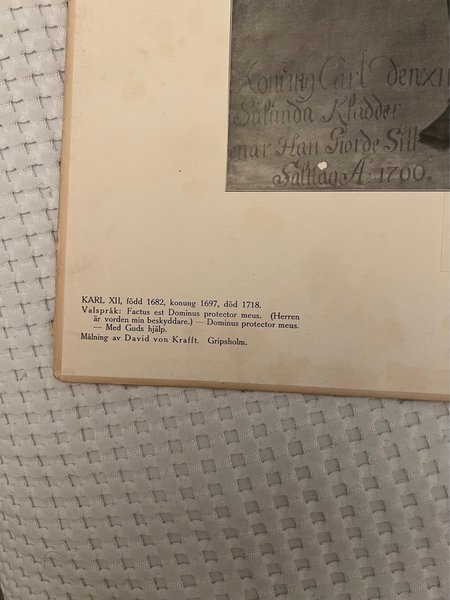 Konung Carl den XII
Sålunda Klädder
När Han Giorde Sitt
Fälttåg A: 1700.
KARL XII, född 1682, konung 1697, död 1718.
Valspråk: Factus est Dominus protector meus. (Herren
är vorden min beskyddare.) — Dominus protector meus.
— Med Guds hjälp.
Målning av David von Krafft. Gripsholm.